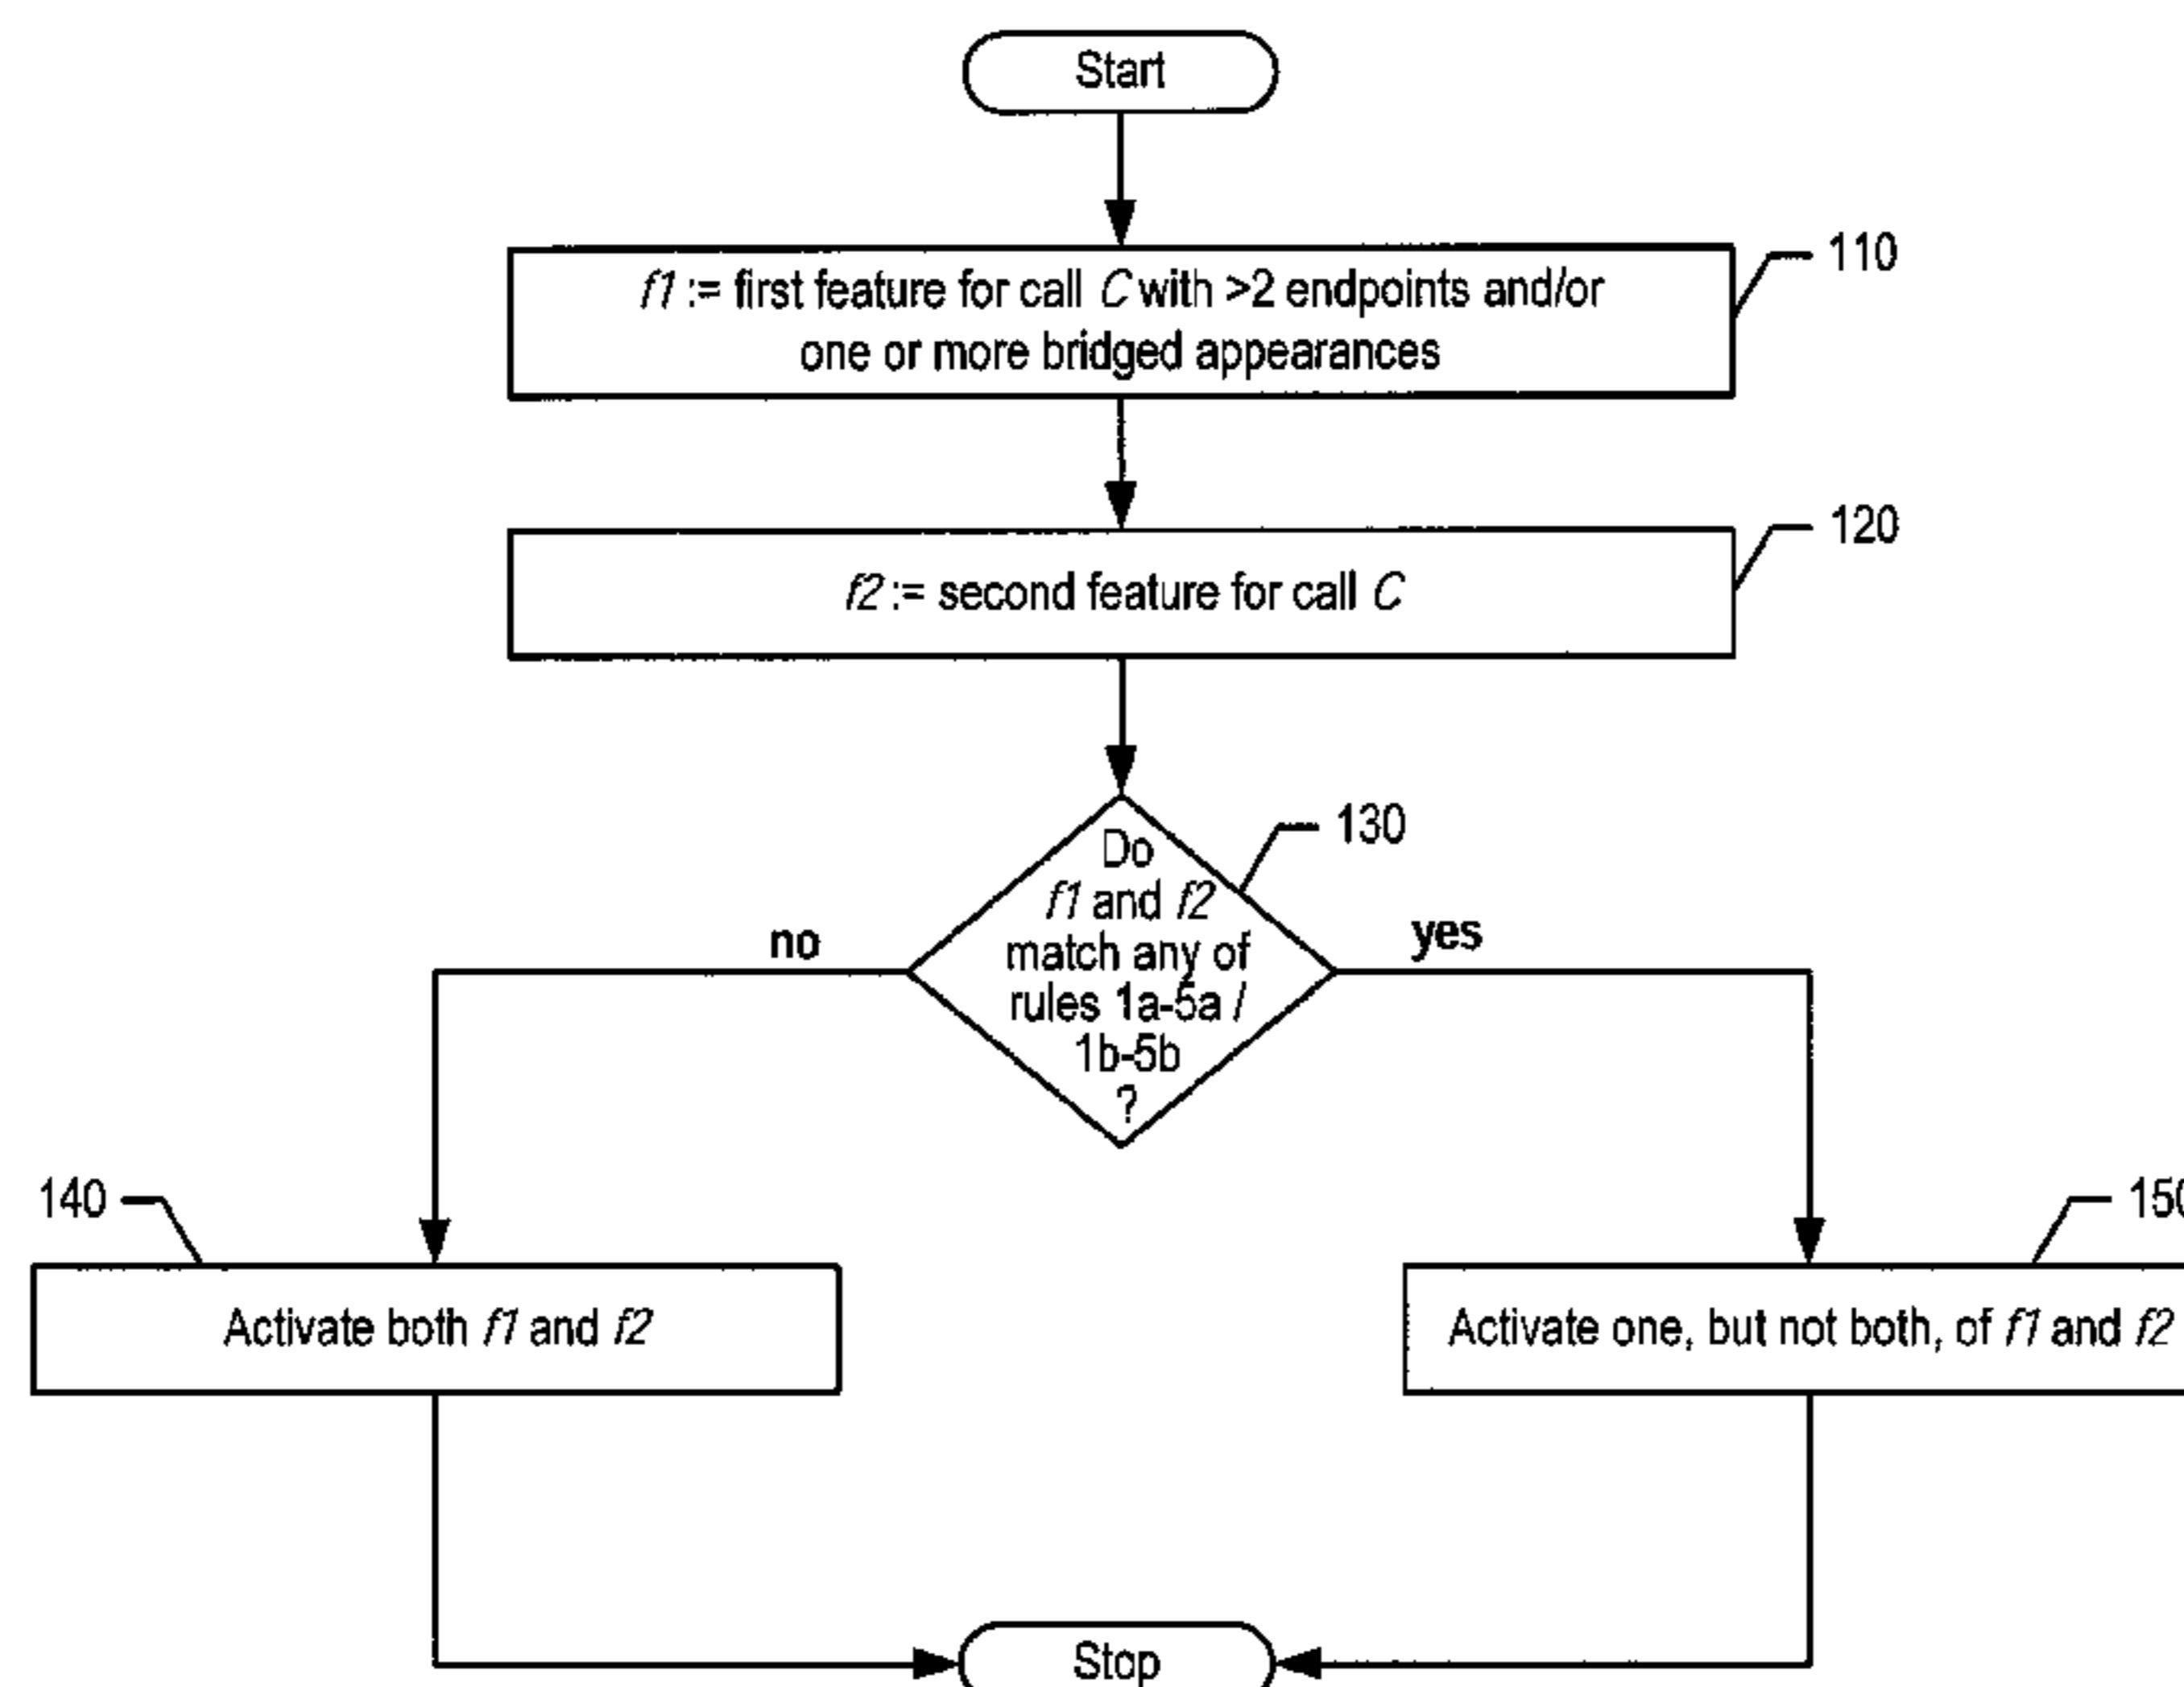 Start
f1 := first feature for call C with >2 endpoints and/or
one or more bridged appearances
110
f2 := second feature for call C
120
Do
f1 and f2
match any of
rules 1a-5a /
1b-5b
?
130
no
yes
140
150
Activate both f1 and f2
Activate one, but not both, of f1 and f2
Stop